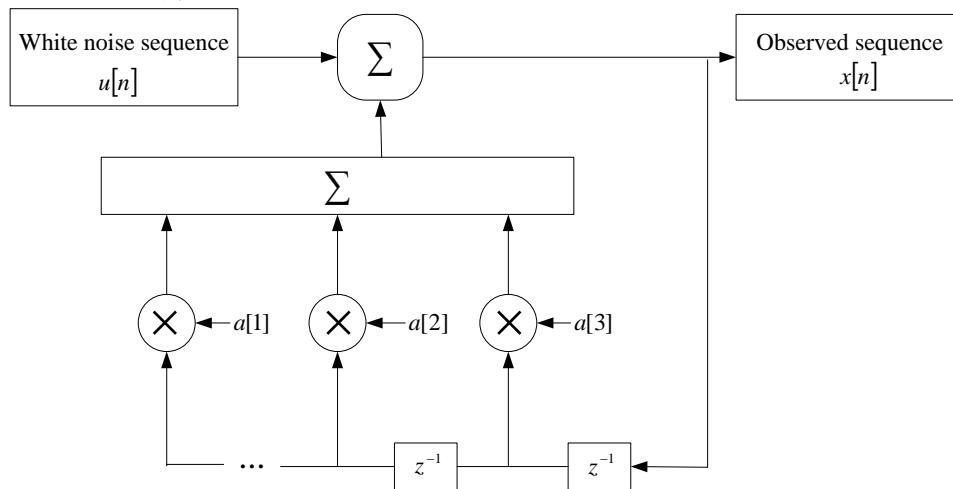 White noise sequence
u[n]
Σ
Observed sequence
x[n]
Σ
a[1]
a[2]
a[3]
...
z⁻¹
z⁻¹